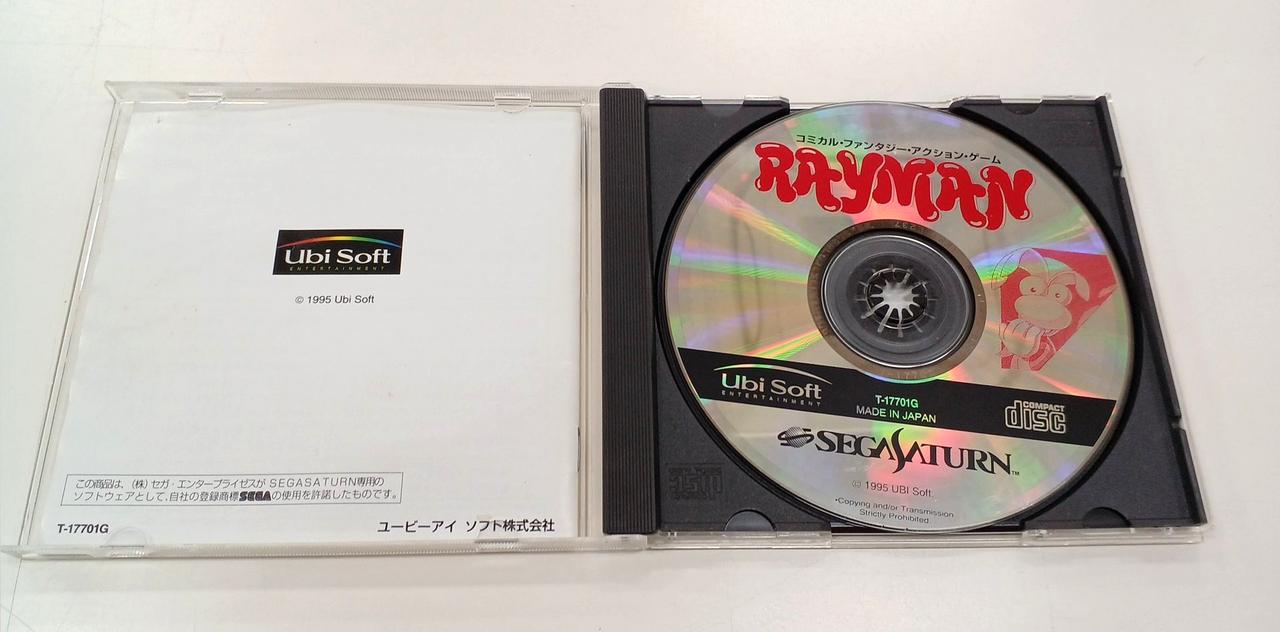 Ubi Soft
ENTERTAINMENT
© 1995 Ubi Soft
この商品は、(株)セガ・エンタープライゼスが SEGASATURN専用の
ソフトウェアとして、自社の登録商標SEGAの使用を許諾したものです。
T-17701G
ユービーアイ ソフト株式会社
コミカル・ファンタジー・アクション・ゲーム
RAYMAN
Ubi Soft
ENTERTAINMENT
T-17701G
MADE IN JAPAN
COMPACT
disc
SEGASATURN™
© 1995 UBI Soft.
•Copying and/or Transmission
Strictly Prohibited.